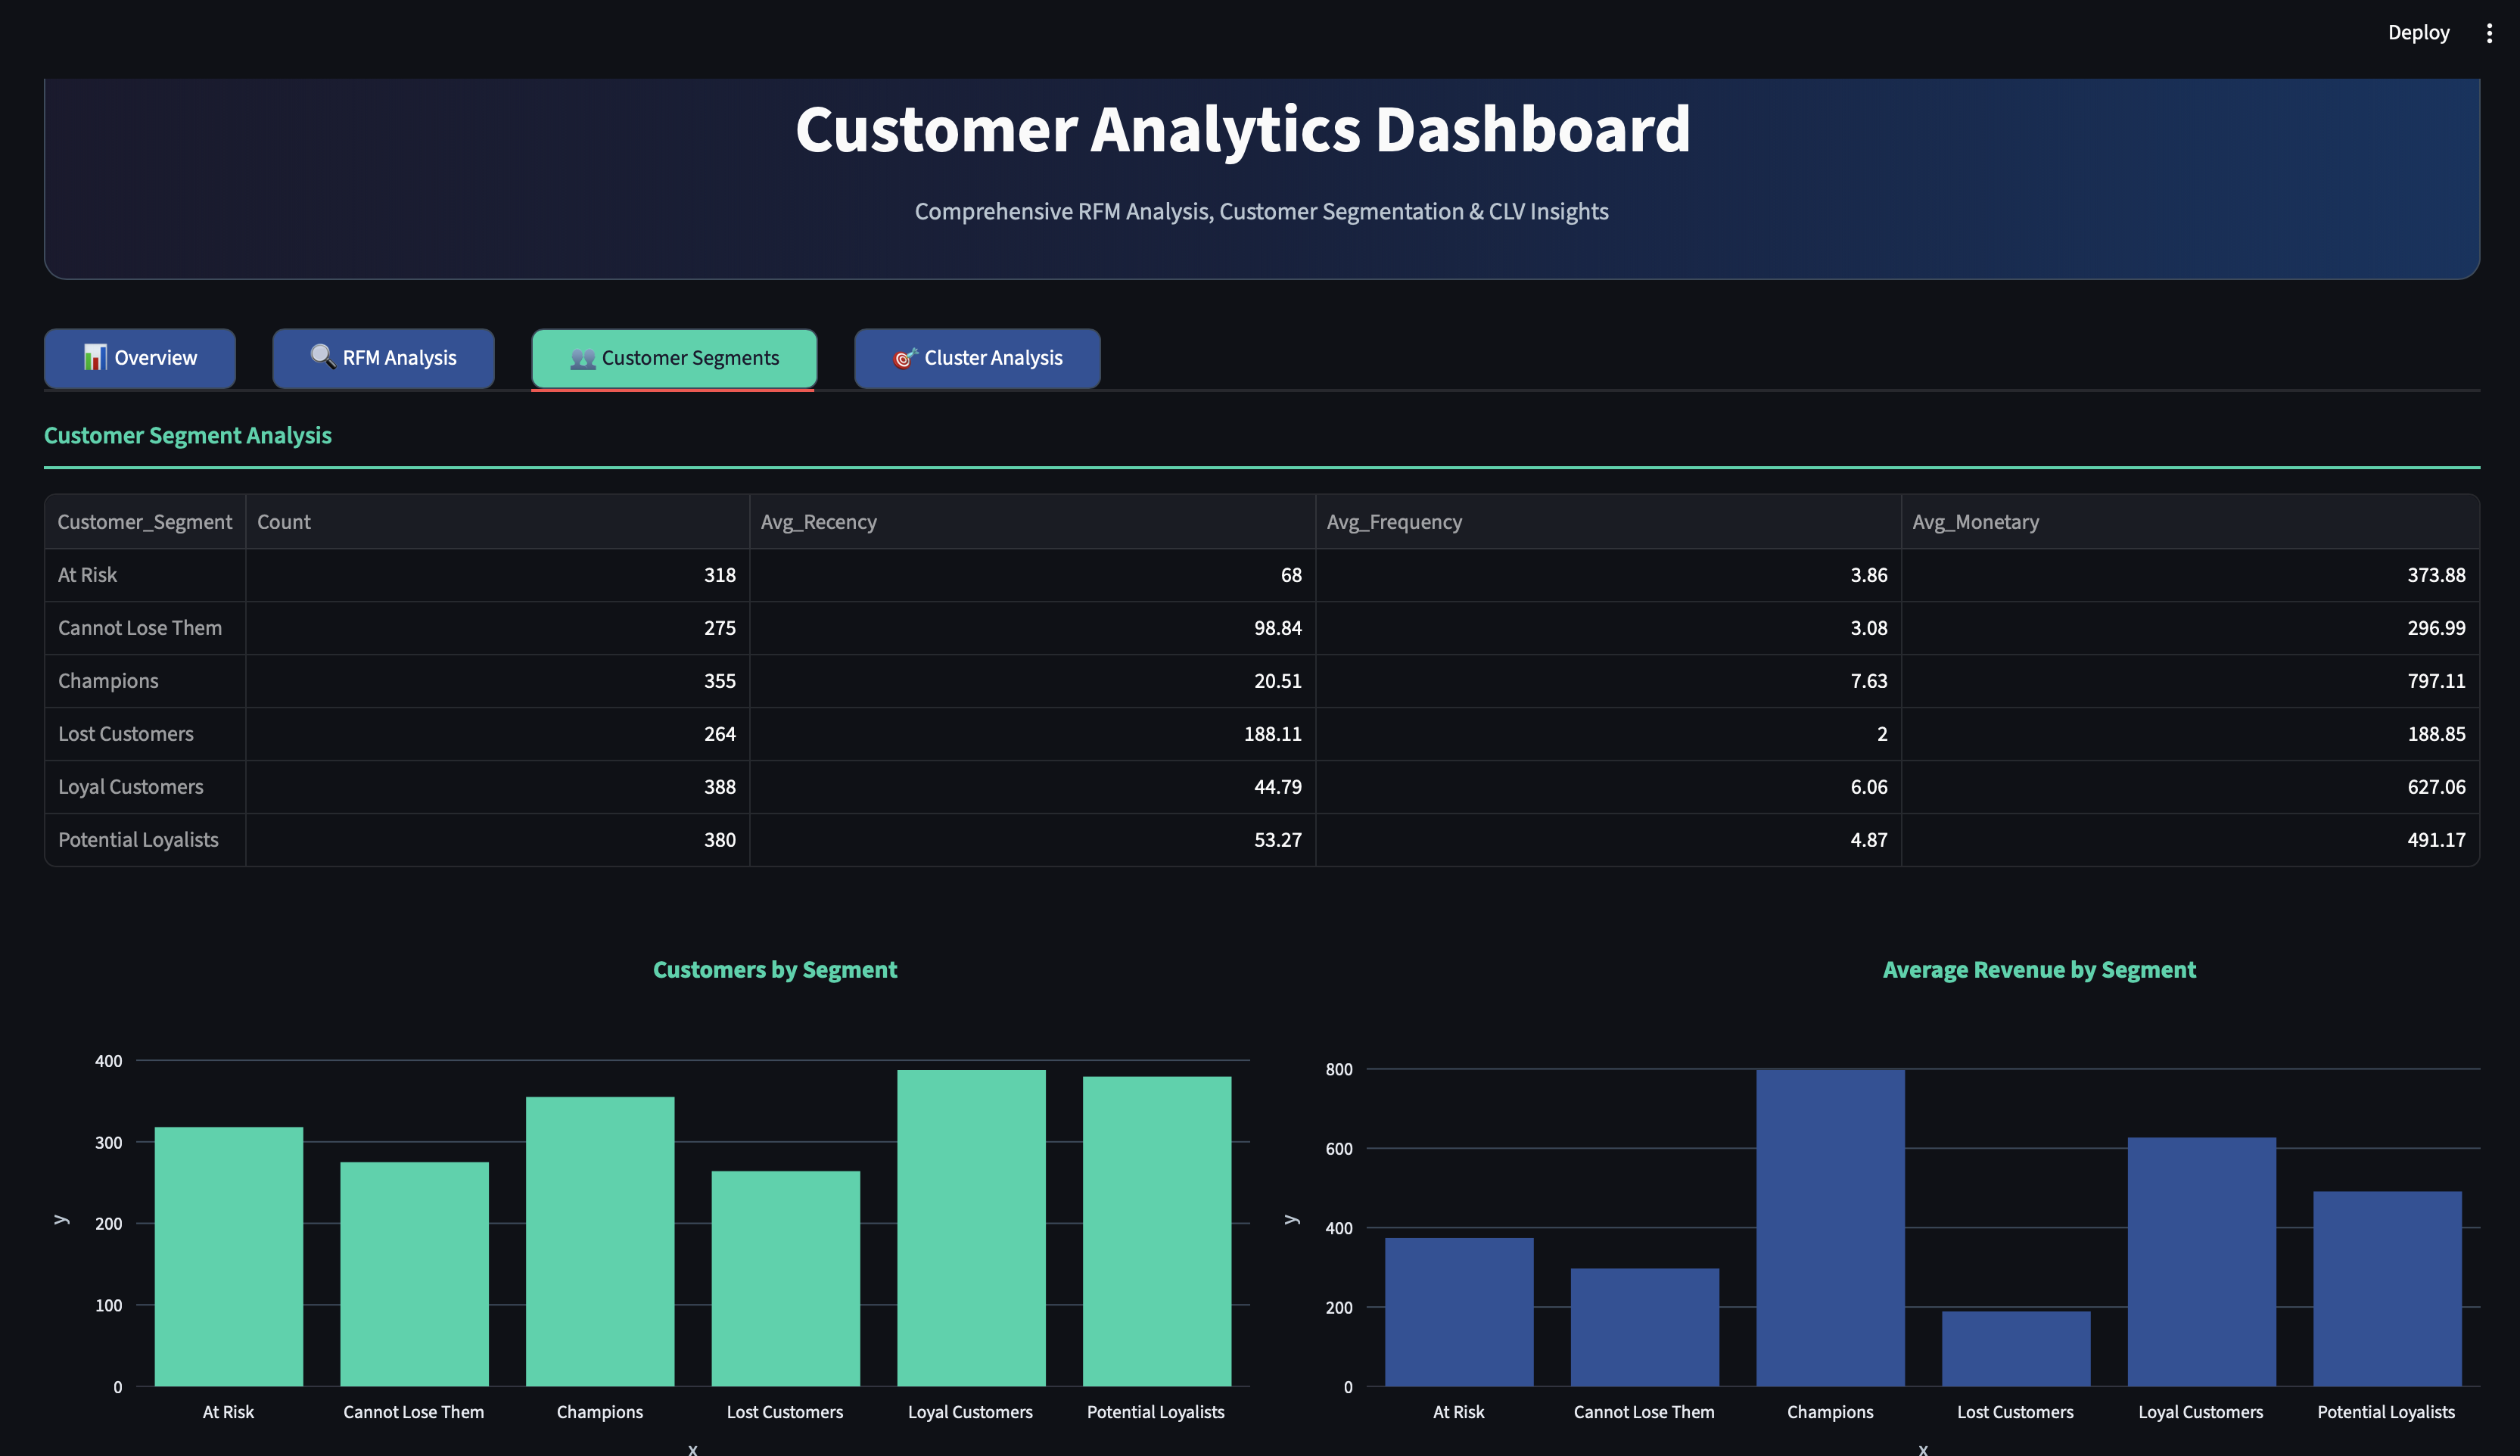 Deploy
Customer Analytics Dashboard
Comprehensive RFM Analysis, Customer Segmentation & CLV Insights
Overview RFM Analysis Customer Segments Cluster Analysis
Customer Segment Analysis
Customer_Segment Count Avg_Recency Avg_Frequency Avg_Monetary
At Risk 318 68 3.86 373.88
Cannot Lose Them 275 98.84 3.08 296.99
Champions 355 20.51 7.63 797.11
Lost Customers 264 188.11 2 188.85
Loyal Customers 388 44.79 6.06 627.06
Potential Loyalists 380 53.27 4.87 491.17
Customers by Segment
400
300
200
100
0
y
At Risk Cannot Lose Them Champions Lost Customers Loyal Customers Potential Loyalists
x
Average Revenue by Segment
800
600
400
200
0
y
At Risk Cannot Lose Them Champions Lost Customers Loyal Customers Potential Loyalists
x